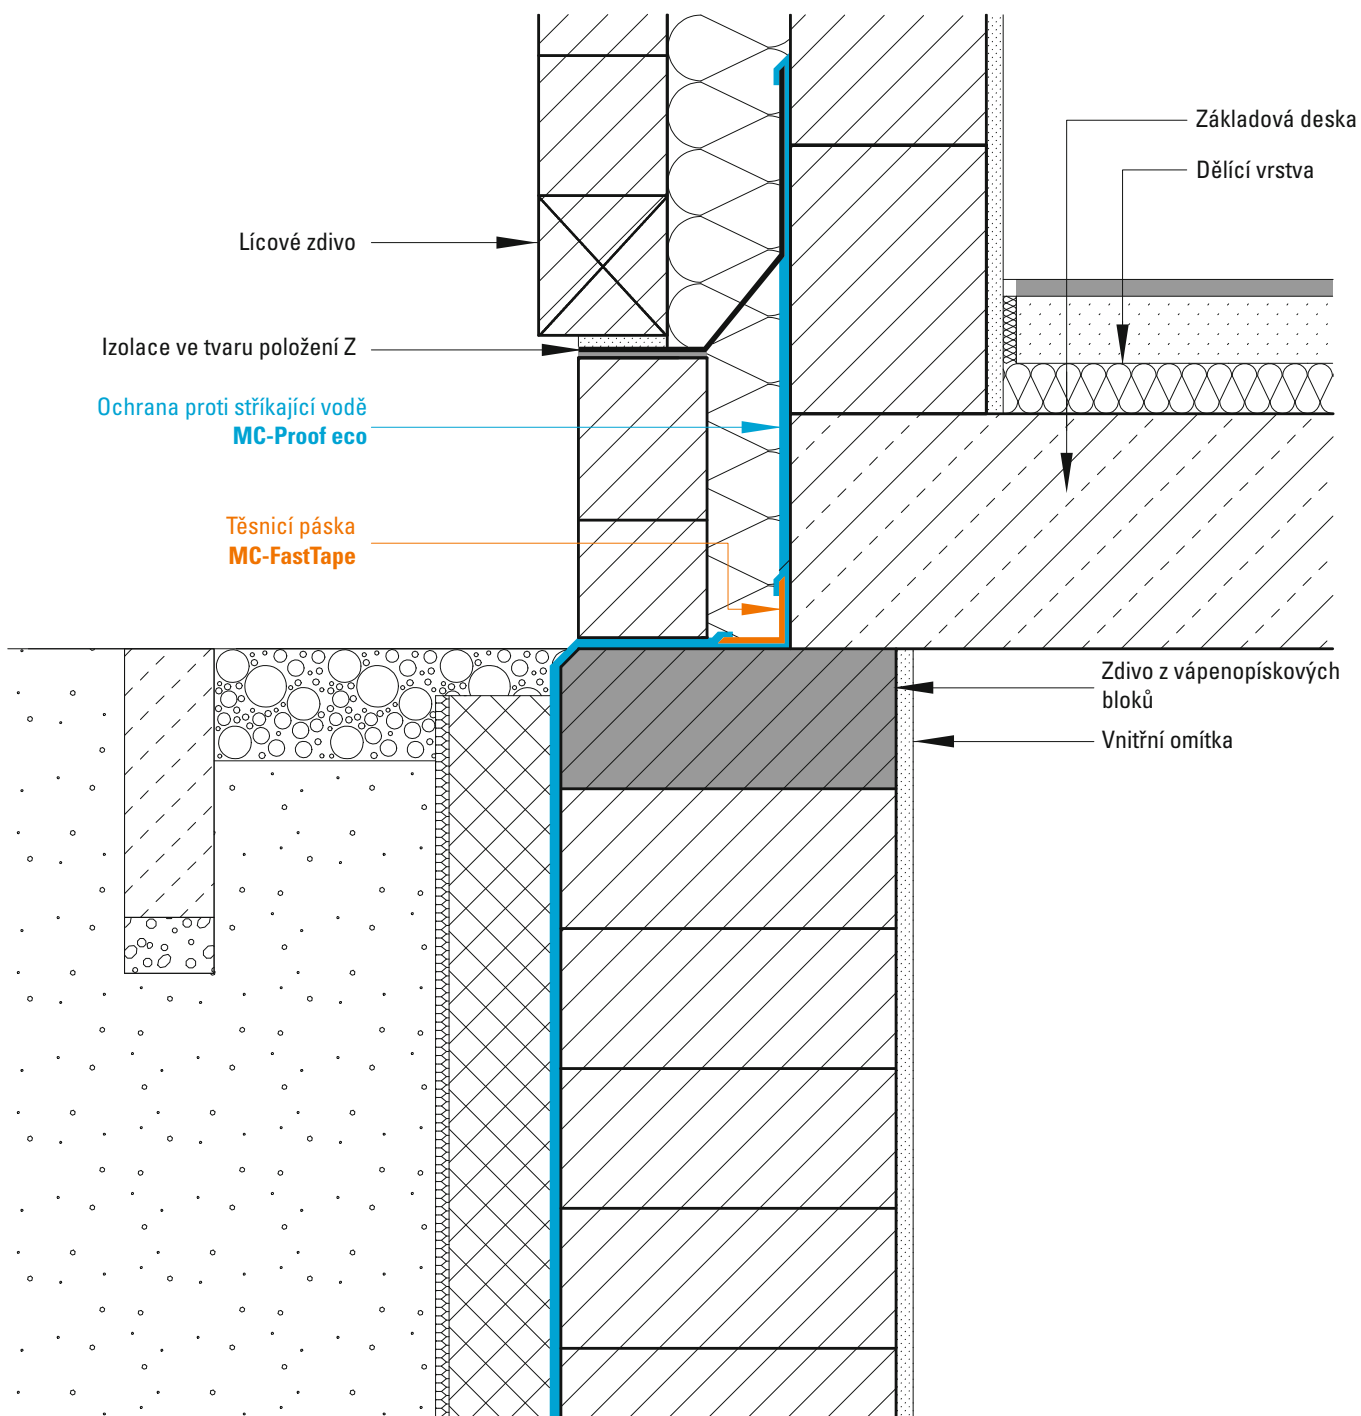 Základová deska
Dělící vrstva
Lícové zdivo
Izolace ve tvaru položení Z
Ochrana proti stříkající vodě
MC-Proof eco
Těsnicí páska
MC-FastTape
Zdivo z vápenopískových
bloků
Vnitřní omítka